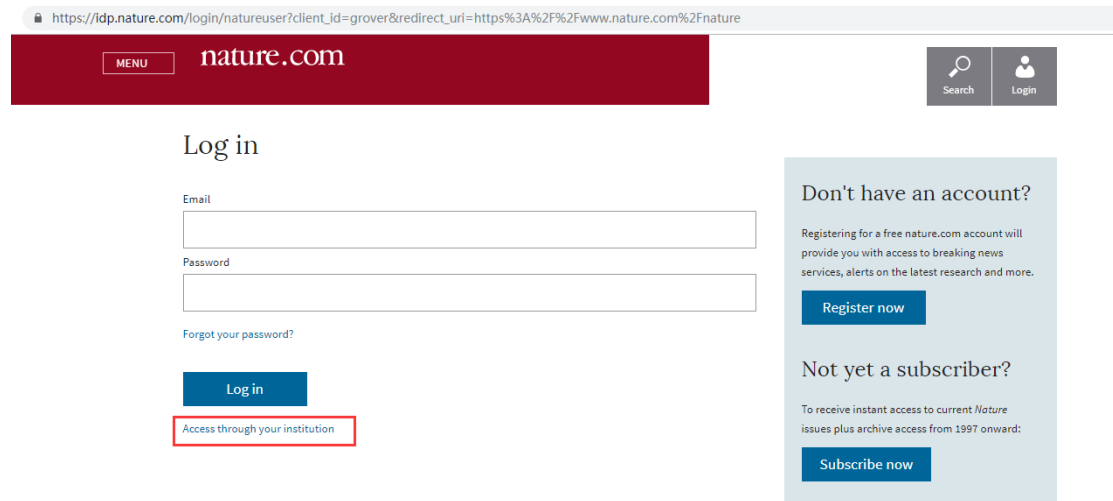 https://idp.nature.com/login/natureuser?client_id=grover&redirect_uri=https%3A%2F%2Fwww.nature.com%2Fnature
MENU
nature.com
Search
Login
Log in
Email
Password
Forgot your password?
Log in
Access through your institution
Don't have an account?
Registering for a free nature.com account will
provide you with access to breaking news
services, alerts on the latest research and more.
Register now
Not yet a subscriber?
To receive instant access to current Nature
issues plus archive access from 1997 onward:
Subscribe now